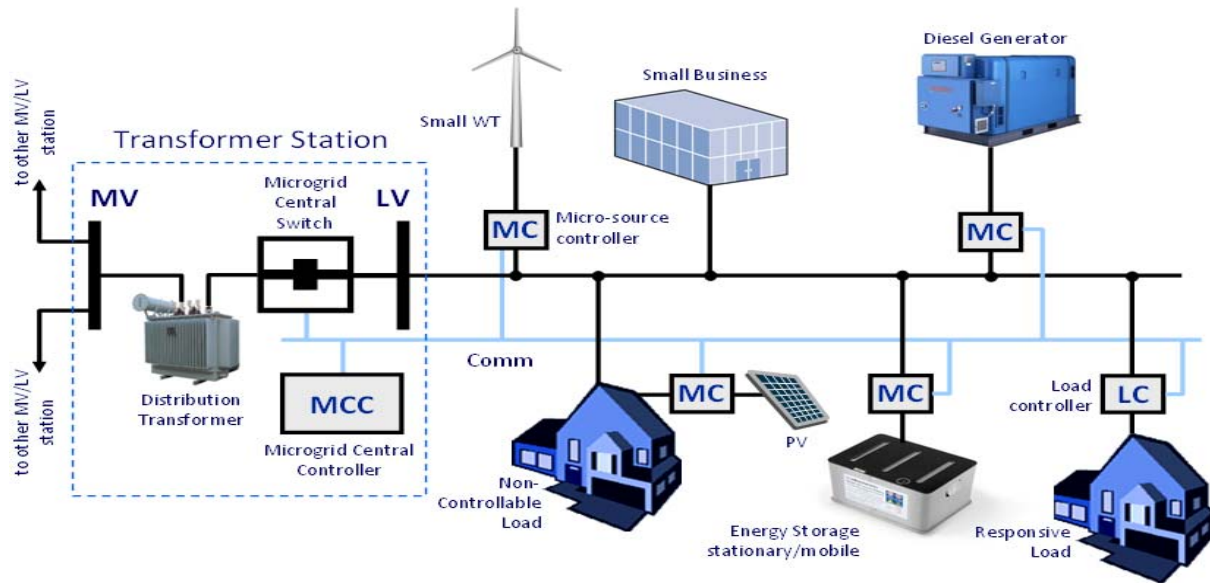 to other MV/LV
station
Transformer Station
MV
Microgrid
Central
Switch
LV
Small WT
Small Business
Diesel Generator
MC
Micro-source
controller
MC
to other MV/LV
station
Distribution
Transformer
MCC
Microgrid Central
Controller
Comm
MC
PV
MC
Load
controller
LC
Non-
Controllable
Load
Energy Storage
stationary/mobile
Responsive
Load